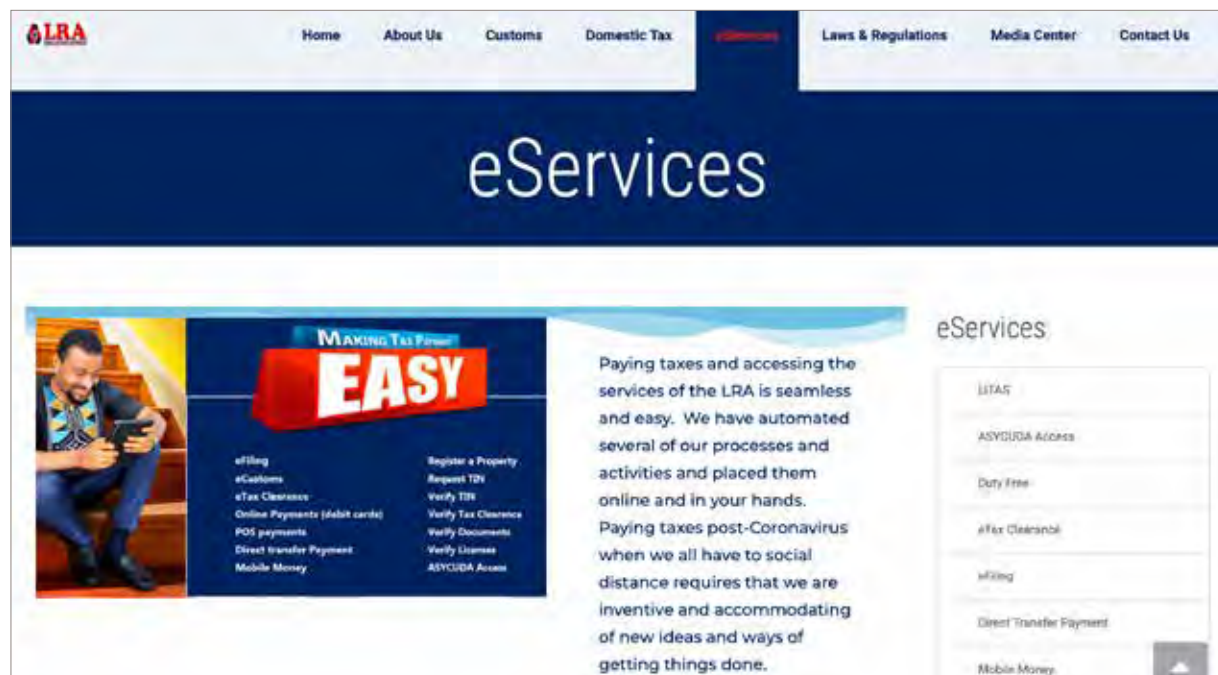 LRA
Home
About Us
Customs
Domestic Tax
eServices
Laws & Regulations
Media Center
Contact Us
eServices
MAKING TAX
EASY
eFiling
eCustoms
eTax Clearance
Online Payments (debit cards)
POS payments
Direct transfer Payment
Mobile Money
Register a Property
Request TIN
Verify TIN
Verify Tax Clearance
Verify Documents
Verify Licenses
ASYCUDA Access
Paying taxes and accessing the
services of the LRA is seamless
and easy. We have automated
several of our processes and
activities and placed them
online and in your hands.
Paying taxes post-Coronavirus
when we all have to social
distance requires that we are
inventive and accommodating
of new ideas and ways of
getting things done.
eServices
LITAS
ASYCUDA Access
Duty Free
eTax Clearance
eFiling
Direct Transfer Payment
Mobile Money